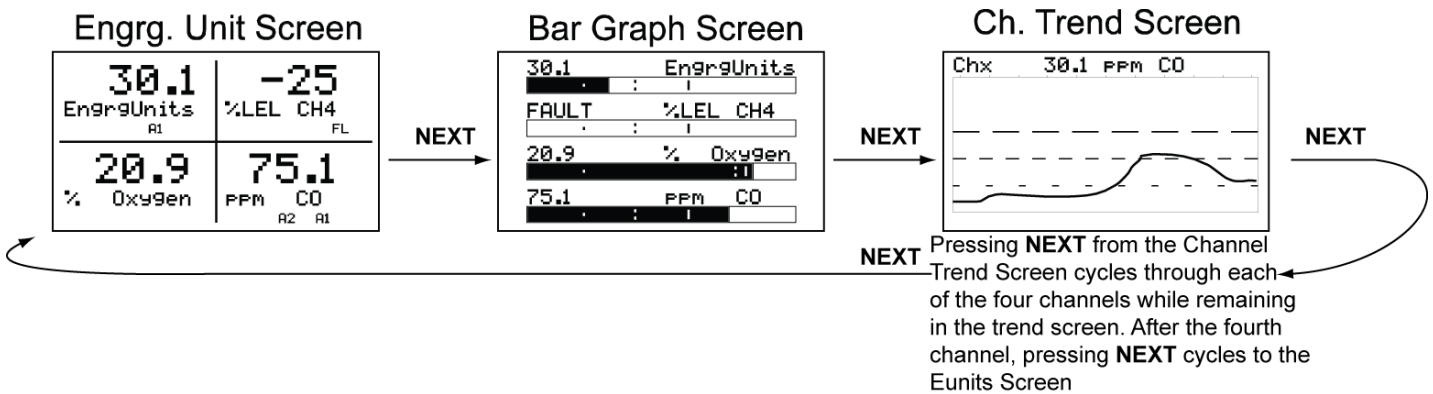 Engrg. Unit Screen
30.1
EngrgUnits
A1
-25
%LEL CH4
FL
20.9
% Oxygen
75.1
PPM CO
A2 A1
NEXT
Bar Graph Screen
30.1 EngrgUnits
FAULT %LEL CH4
20.9 % Oxygen
75.1 PPM CO
NEXT
Ch. Trend Screen
Chx 30.1 PPM CO
NEXT
NEXT
Pressing NEXT from the Channel
Trend Screen cycles through each
of the four channels while remaining
in the trend screen. After the fourth
channel, pressing NEXT cycles to the
Eunits Screen